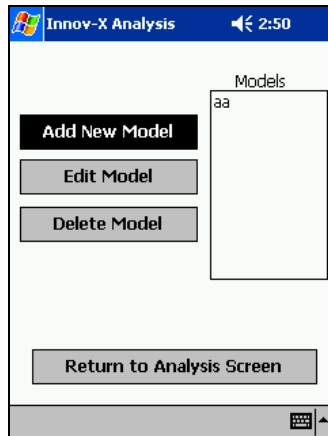 Innov-X Analysis 2:50
Models
aa
Add New Model
Edit Model
Delete Model
Return to Analysis Screen